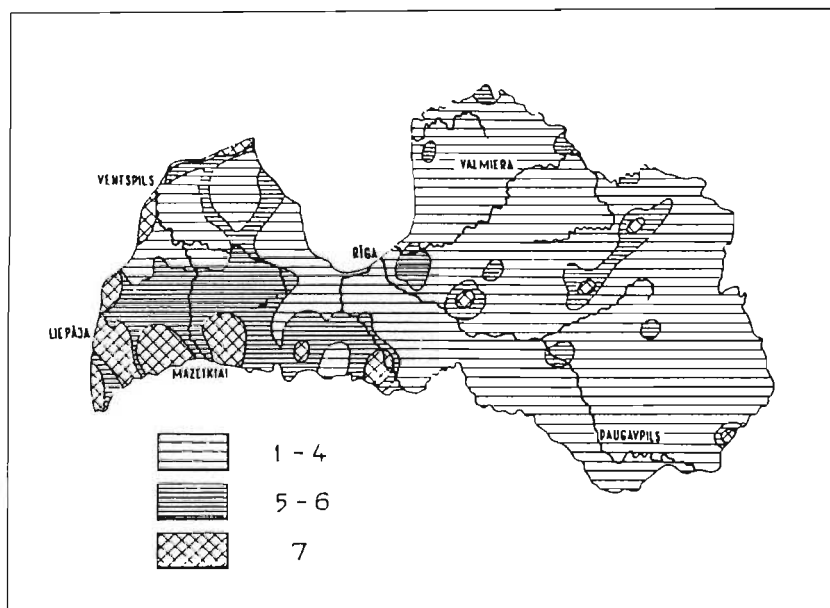 VALMIERA
VENTSPILS
RĪGA
LIEPĀJA
MAZEIKIAI
DAUGAVPILS
1 - 4
5 - 6
7